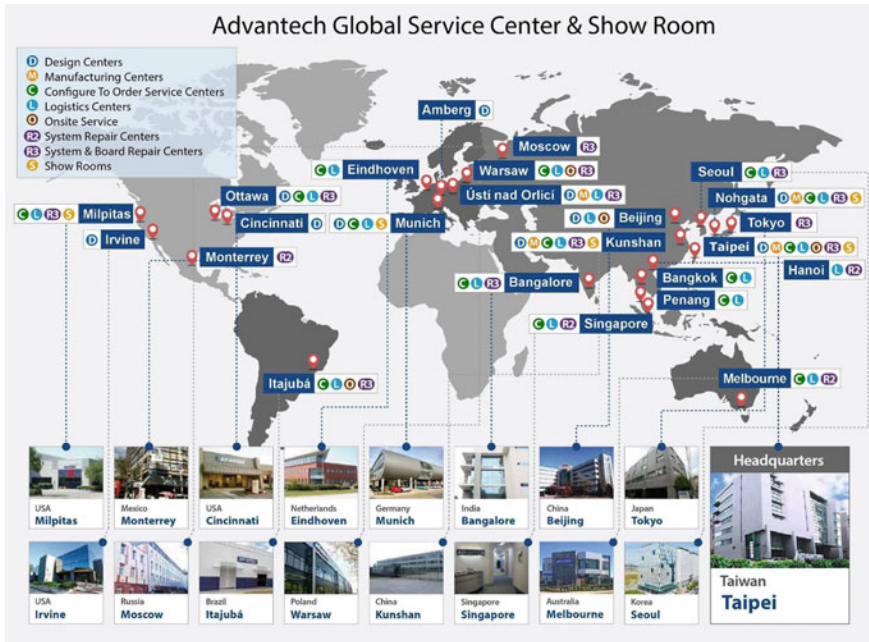 Advantech Global Service Center & Show Room
D Design Centers
M Manufacturing Centers
C Configure To Order Service Centers
L Logistics Centers
O Onsite Service
R2 System Repair Centers
R3 System & Board Repair Centers
S Show Rooms
Amberg D
Moscow R3
C L Eindhoven
Warsaw C L O R3
Seoul C L R3
Ottawa D C L R3
Ústí nad Orlicí D M L R3
Nohgata D M C L R3 S
C L R3 S Milpitas
Cincinnati D
D C L S Munich
D L O Beijing
Tokyo R3
D Irvine
D M C L R3 S Kunshan
Taipei D M C L O R3 S
Monterrey R2
Hanoi L R2
C L R3 Bangalore
Bangkok C L
Penang C L
C L R2 Singapore
Itajubá C L O R3
Melbourne C L R2
USA
Milpitas
Mexico
Monterrey
USA
Cincinnati
Netherlands
Eindhoven
Germany
Munich
India
Bangalore
China
Beijing
Japan
Tokyo
Headquarters
Taiwan
Taipei
USA
Irvine
Russia
Moscow
Brazil
Itajubá
Poland
Warsaw
China
Kunshan
Singapore
Singapore
Australia
Melbourne
Korea
Seoul